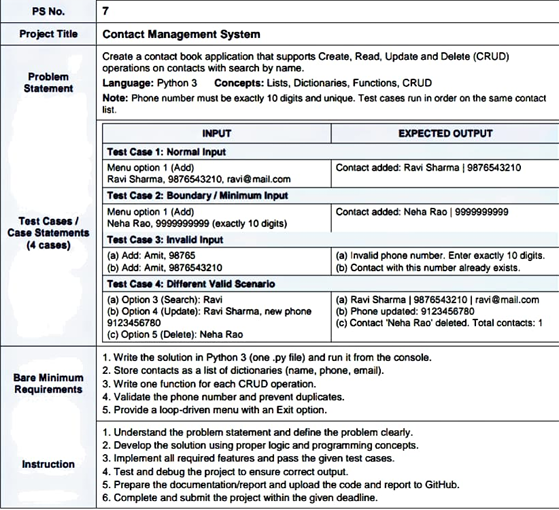 PS No.
7
Project Title
Contact Management System
Problem
Statement
Create a contact book application that supports Create, Read, Update and Delete (CRUD)
operations on contacts with search by name.
Language: Python 3 Concepts: Lists, Dictionaries, Functions, CRUD
Note: Phone number must be exactly 10 digits and unique. Test cases run in order on the same contact
list.
Test Cases /
Case Statements
(4 cases)
INPUT
EXPECTED OUTPUT
Test Case 1: Normal Input
Menu option 1 (Add)
Ravi Sharma, 9876543210, ravi@mail.com
Contact added: Ravi Sharma | 9876543210
Test Case 2: Boundary / Minimum Input
Menu option 1 (Add)
Neha Rao, 9999999999 (exactly 10 digits)
Contact added: Neha Rao | 9999999999
Test Case 3: Invalid Input
(a) Add: Amit, 98765
(b) Add: Amit, 9876543210
(a) Invalid phone number. Enter exactly 10 digits.
(b) Contact with this number already exists.
Test Case 4: Different Valid Scenario
(a) Option 3 (Search): Ravi
(b) Option 4 (Update): Ravi Sharma, new phone
9123456780
(c) Option 5 (Delete): Neha Rao
(a) Ravi Sharma | 9876543210 | ravi@mail.com
(b) Phone updated: 9123456780
(c) Contact 'Neha Rao' deleted. Total contacts: 1
Bare Minimum
Requirements
1. Write the solution in Python 3 (one .py file) and run it from the console.
2. Store contacts as a list of dictionaries (name, phone, email).
3. Write one function for each CRUD operation.
4. Validate the phone number and prevent duplicates.
5. Provide a loop-driven menu with an Exit option.
Instruction
1. Understand the problem statement and define the problem clearly.
2. Develop the solution using proper logic and programming concepts.
3. Implement all required features and pass the given test cases.
4. Test and debug the project to ensure correct output.
5. Prepare the documentation/report and upload the code and report to GitHub.
6. Complete and submit the project within the given deadline.